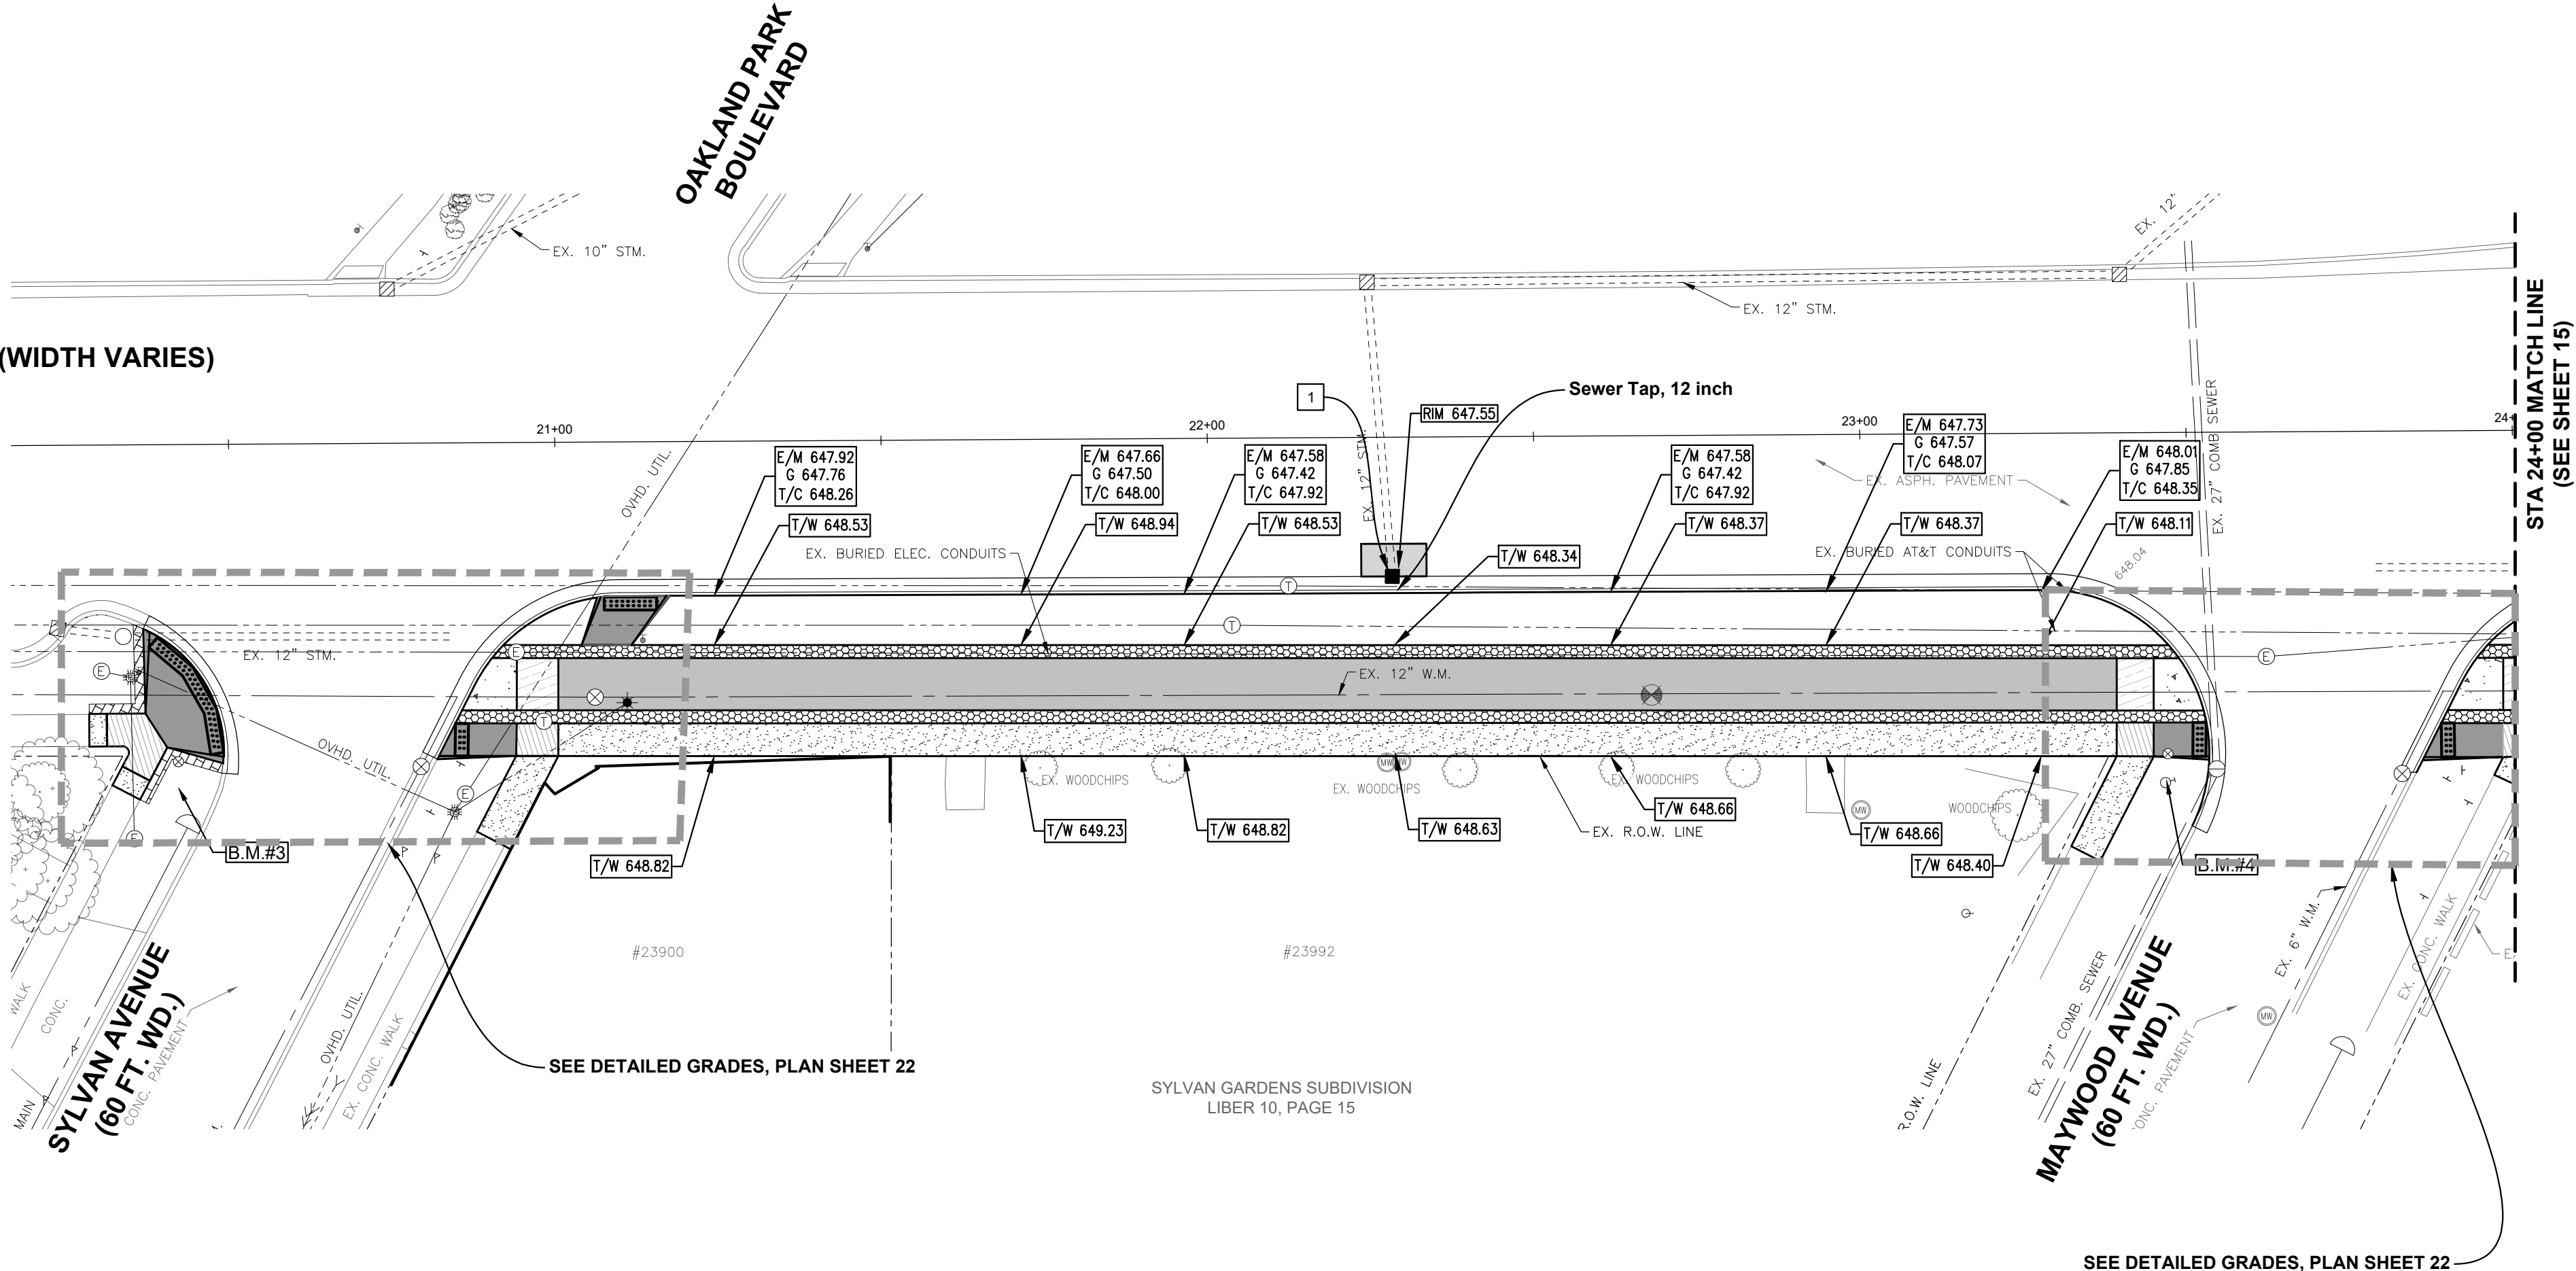 OAKLAND PARK
BOULEVARD
EX. 10" STM.
EX. 12"
EX. 12" STM.
(WIDTH VARIES)
STA 24+00 MATCH LINE
(SEE SHEET 15)
1
Sewer Tap, 12 inch
RIM 647.55
EX. 12" STM.
EX. 27" COMB SEWER
21+00
22+00
23+00
24+
OVHD. UTIL.
E/M 647.92
G 647.76
T/C 648.26
E/M 647.66
G 647.50
T/C 648.00
E/M 647.58
G 647.42
T/C 647.92
E/M 647.58
G 647.42
T/C 647.92
E/M 647.73
G 647.57
T/C 648.07
E/M 648.01
G 647.85
T/C 648.35
EX. ASPH. PAVEMENT
T/W 648.53
T/W 648.94
T/W 648.53
T/W 648.34
T/W 648.37
T/W 648.37
T/W 648.11
EX. BURIED ELEC. CONDUITS
EX. BURIED AT&T CONDUITS
648.04
T
T
E
E
E
EX. 12" STM.
EX. 12" W.M.
T
OVHD. UTIL.
E
E
MW
MW
EX. WOODCHIPS
EX. WOODCHIPS
EX. WOODCHIPS
WOODCHIPS
MW
T/W 648.66
T/W 649.23
T/W 648.82
T/W 648.63
EX. R.O.W. LINE
T/W 648.66
T/W 648.82
T/W 648.40
B.M.#3
B.M.#4
#23900
#23992
WALK
CONC.
MAIN
SYLVAN AVENUE
(60 FT. WD.)
CONC. PAVEMENT
OVHD. UTIL.
EX. CONC. WALK
SEE DETAILED GRADES, PLAN SHEET 22
SYLVAN GARDENS SUBDIVISION
LIBER 10, PAGE 15
R.O.W. LINE
EX. 27" COMB. SEWER
MAYWOOD AVENUE
(60 FT. WD.)
ONC. PAVEMENT
MW
EX. 6" W.M.
EX. CONC. WALK
E
SEE DETAILED GRADES, PLAN SHEET 22